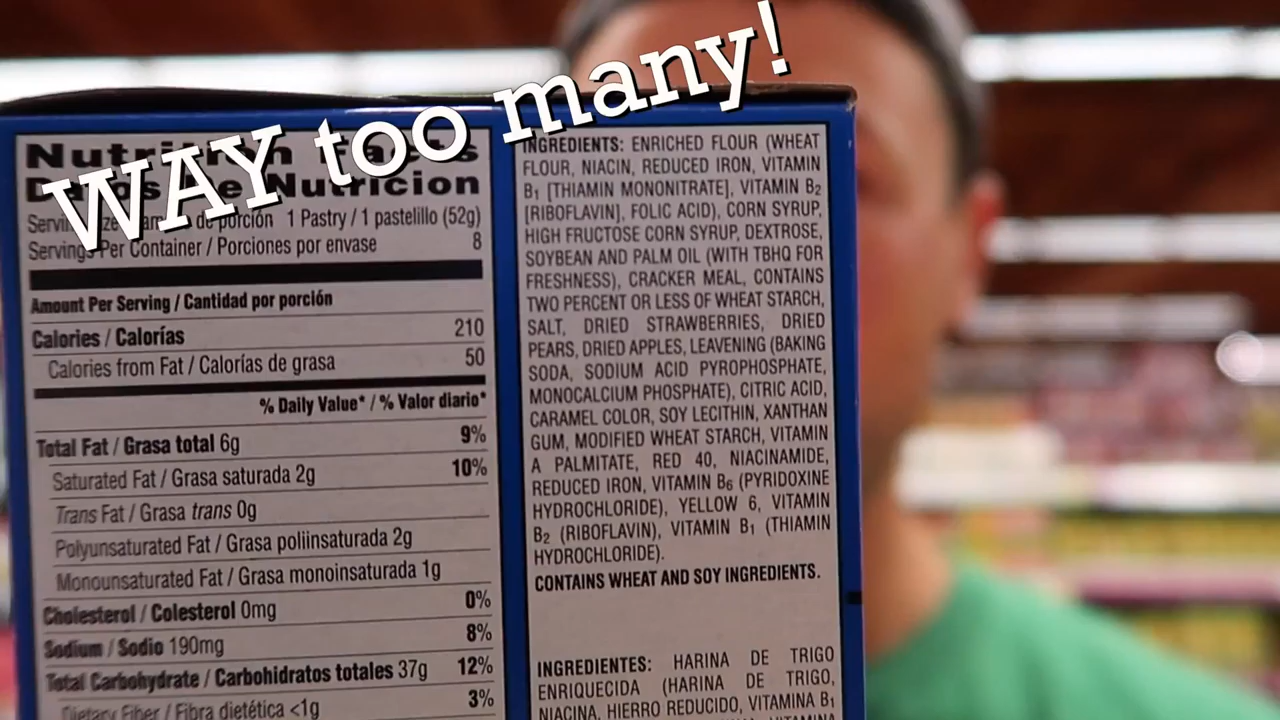 WAY too many!
Nutrition Facts
Datos de Nutricion
Serving Size / Tamaño de porción 1 Pastry / 1 pastelillo (52g)
Servings Per Container / Porciones por envase 8
Amount Per Serving / Cantidad por porción
Calories / Calorías 210
Calories from Fat / Calorías de grasa 50
% Daily Value* / % Valor diario*
Total Fat / Grasa total 6g 9%
Saturated Fat / Grasa saturada 2g 10%
Trans Fat / Grasa trans 0g
Polyunsaturated Fat / Grasa poliinsaturada 2g
Monounsaturated Fat / Grasa monoinsaturada 1g
Cholesterol / Colesterol 0mg 0%
Sodium / Sodio 190mg 8%
Total Carbohydrate / Carbohidratos totales 37g 12%
Dietary Fiber / Fibra dietética <1g 3%
INGREDIENTS: ENRICHED FLOUR (WHEAT
FLOUR, NIACIN, REDUCED IRON, VITAMIN
B1 [THIAMIN MONONITRATE], VITAMIN B2
[RIBOFLAVIN], FOLIC ACID), CORN SYRUP,
HIGH FRUCTOSE CORN SYRUP, DEXTROSE,
SOYBEAN AND PALM OIL (WITH TBHQ FOR
FRESHNESS), CRACKER MEAL, CONTAINS
TWO PERCENT OR LESS OF WHEAT STARCH,
SALT, DRIED STRAWBERRIES, DRIED
PEARS, DRIED APPLES, LEAVENING (BAKING
SODA, SODIUM ACID PYROPHOSPHATE,
MONOCALCIUM PHOSPHATE), CITRIC ACID,
CARAMEL COLOR, SOY LECITHIN, XANTHAN
GUM, MODIFIED WHEAT STARCH, VITAMIN
A PALMITATE, RED 40, NIACINAMIDE,
REDUCED IRON, VITAMIN B6 (PYRIDOXINE
HYDROCHLORIDE), YELLOW 6, VITAMIN
B2 (RIBOFLAVIN), VITAMIN B1 (THIAMIN
HYDROCHLORIDE).
CONTAINS WHEAT AND SOY INGREDIENTS.
INGREDIENTES: HARINA DE TRIGO
ENRIQUECIDA (HARINA DE TRIGO,
NIACINA, HIERRO REDUCIDO, VITAMINA B1